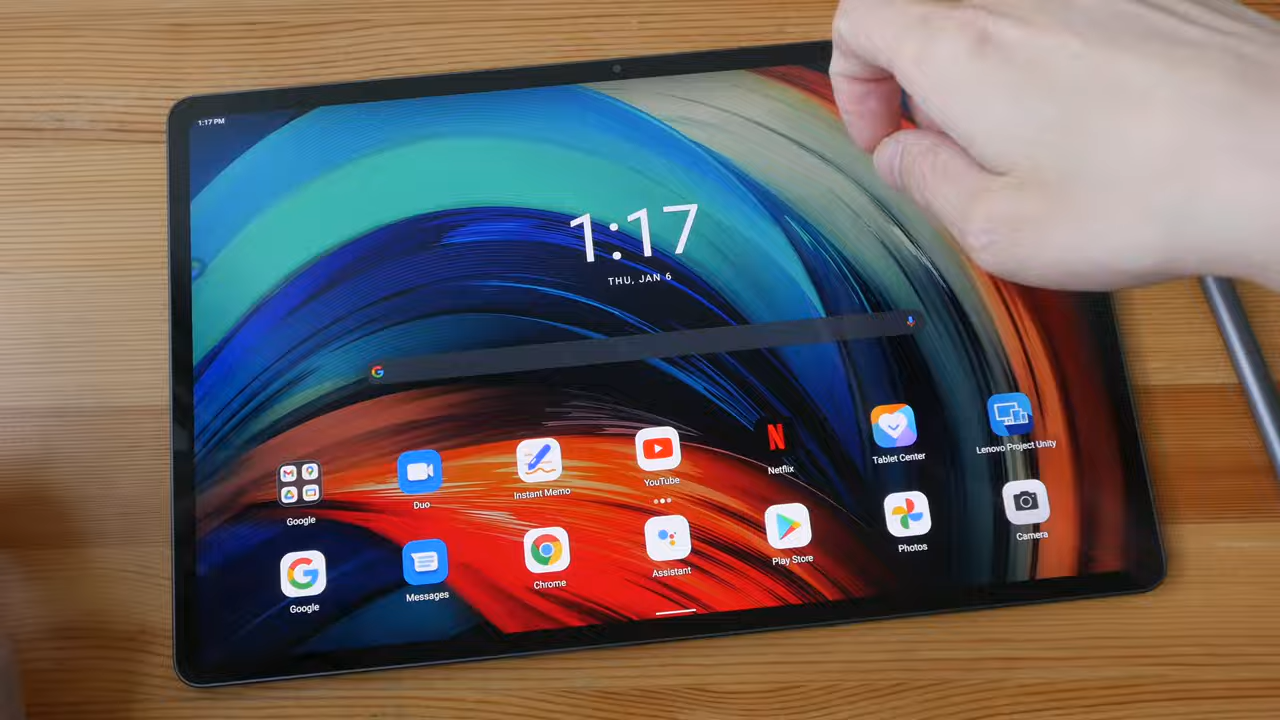 1:17 PM
1:17
THU, JAN 6
Google
Duo
Instant Memo
YouTube
Netflix
Tablet Center
Lenovo Project Unity
Google
Messages
Chrome
Assistant
Play Store
Photos
Camera